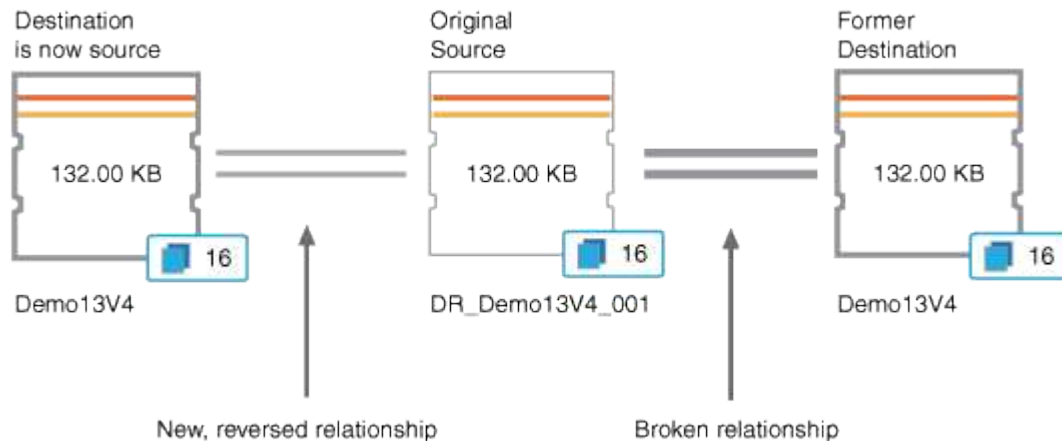 Destination
is now source
Original
Source
Former
Destination
132.00 KB
132.00 KB
132.00 KB
16
16
16
Demo13V4
DR_Demo13V4_001
Demo13V4
New, reversed relationship
Broken relationship